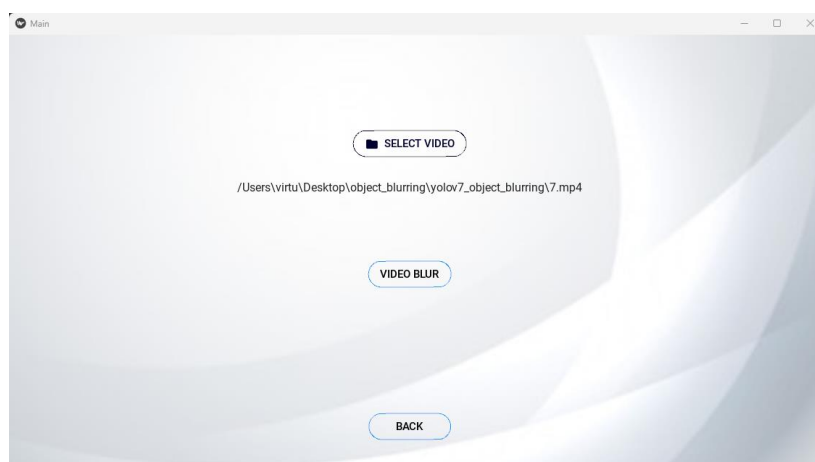 Main
SELECT VIDEO
/Users\virtu\Desktop\object_blurring\yolov7_object_blurring\7.mp4
VIDEO BLUR
BACK